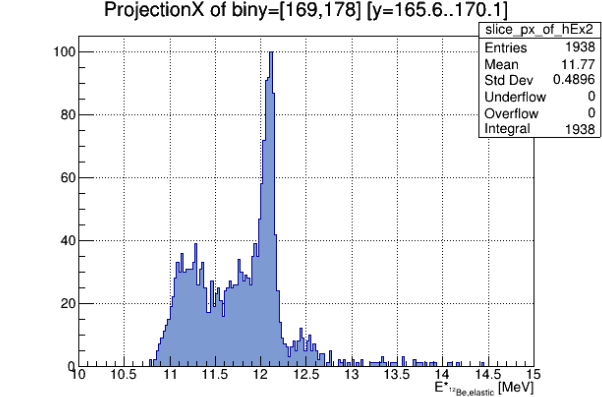 ProjectionX of biny=[169,178] [y=165.6..170.1]
slice_px_of_hEx2
Entries 1938
Mean 11.77
Std Dev 0.4896
Underflow 0
Overflow 0
Integral 1938
100
80
60
40
20
0
10 10.5 11 11.5 12 12.5 13 13.5 14 14.5 15
E*12Be,elastic [MeV]